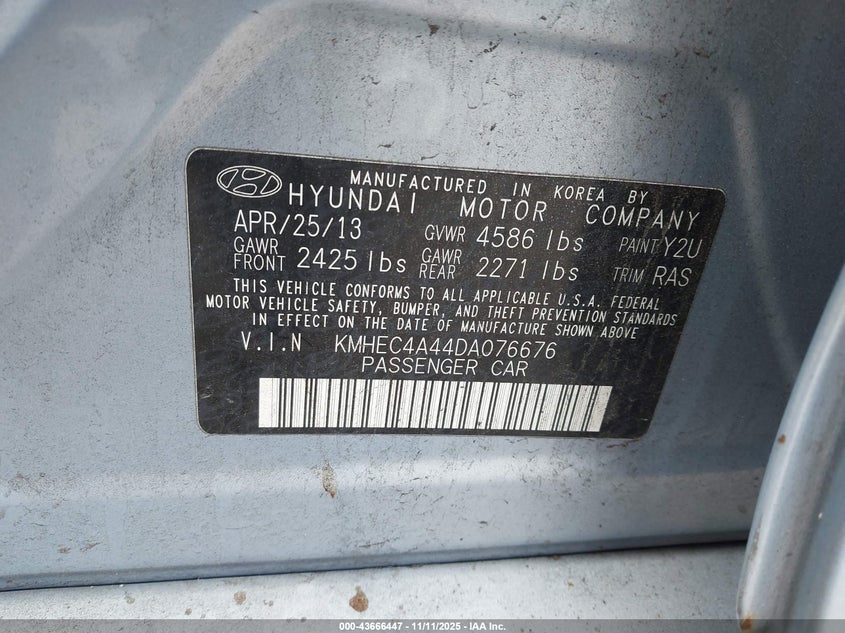 MANUFACTURED IN KOREA BY
HYUNDAI MOTOR COMPANY
APR/25/13 GVWR 4586 lbs PAINT Y2U
GAWR FRONT 2425 lbs GAWR REAR 2271 lbs TRIM RAS
THIS VEHICLE CONFORMS TO ALL APPLICABLE U.S.A. FEDERAL
MOTOR VEHICLE SAFETY, BUMPER, AND THEFT PREVENTION STANDARDS
IN EFFECT ON THE DATE OF MANUFACTURE SHOWN ABOVE.
V.I.N KMHEC4A44DA076676
PASSENGER CAR
000-43666447 - 11/11/2025 - IAA Inc.